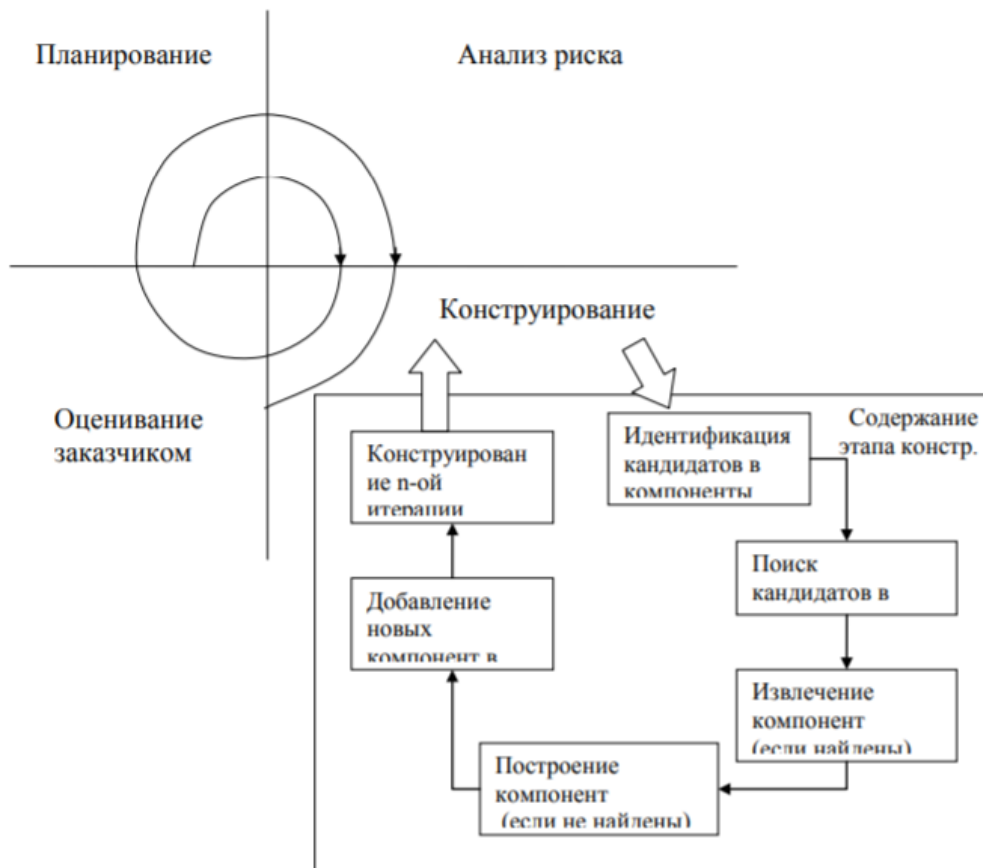 Планирование
Анализ риска
Конструирование
Оценивание
заказчиком
Содержание
этапа констр.
Идентификация
кандидатов в
компоненты
Поиск
кандидатов в
Извлечение
компонент
(если найдены)
Построение
компонент
(если не найдены)
Добавление
новых
компонент в
Конструирован
ие n-ой
итерации